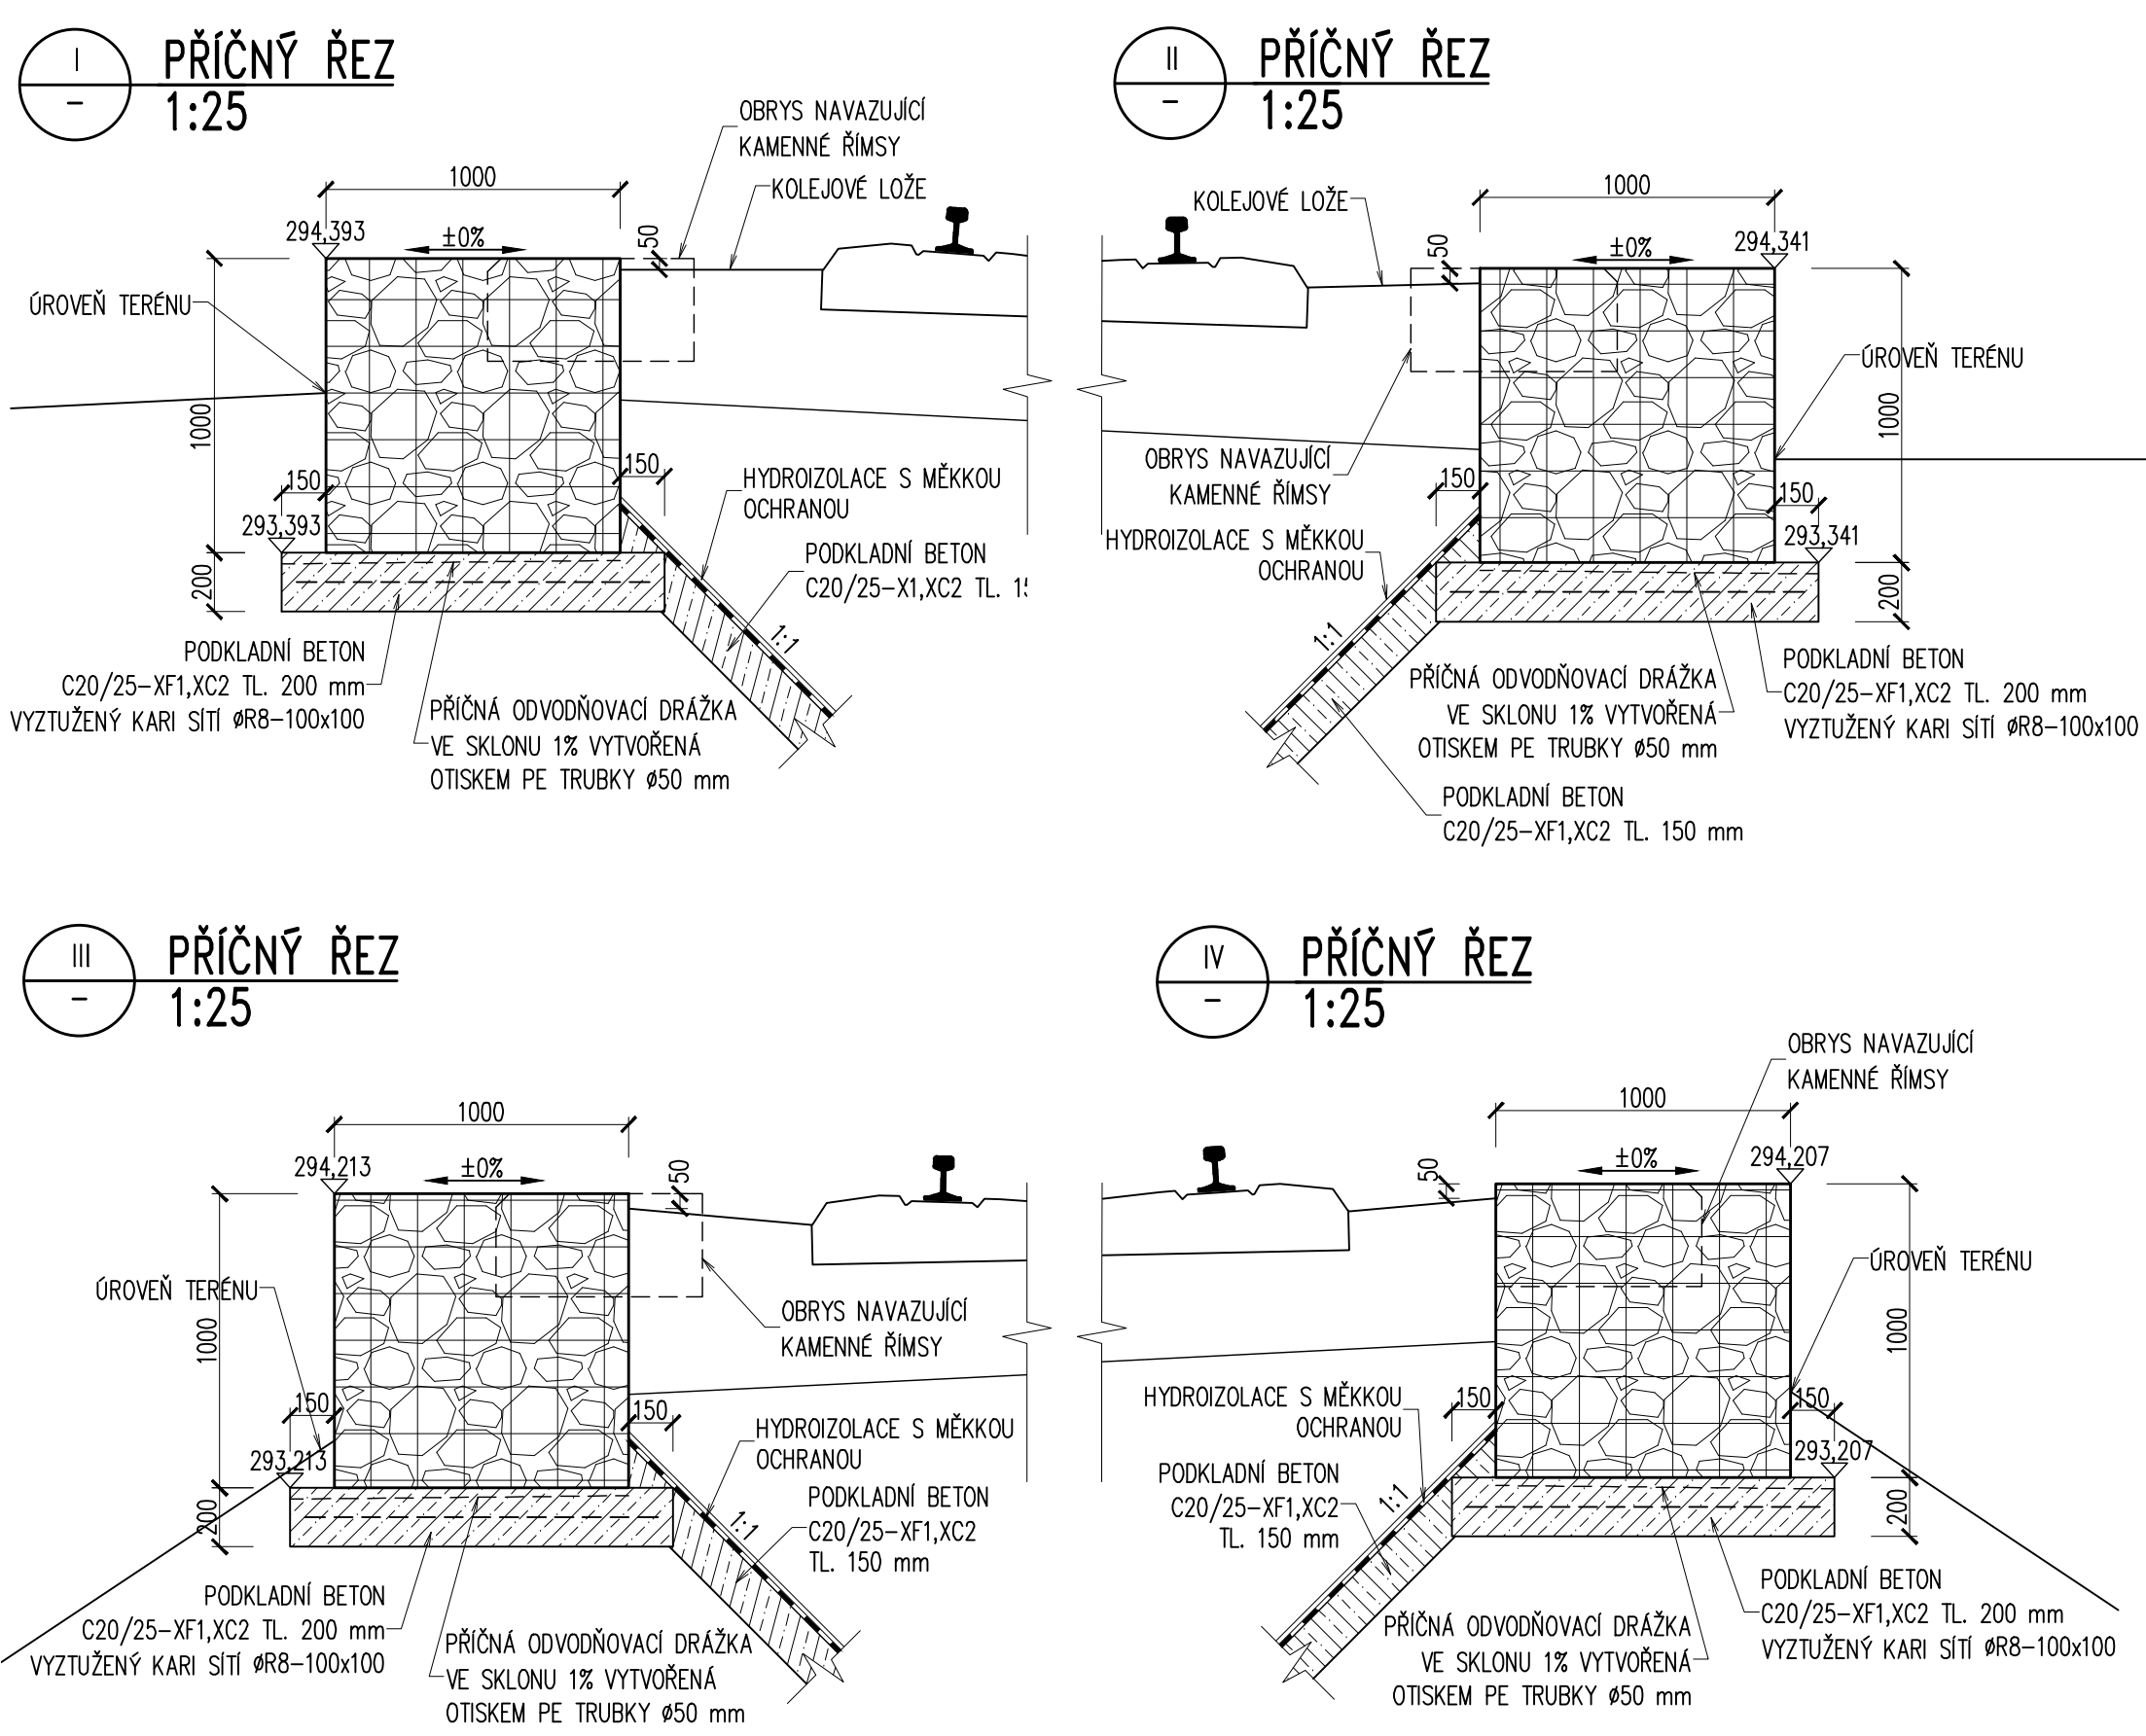 I
–
PŘÍČNÝ ŘEZ
1:25
OBRYS NAVAZUJÍCÍ
KAMENNÉ ŘÍMSY
KOLEJOVÉ LOŽE
1000
294,393
±0%
50
ÚROVEŇ TERÉNU
1000
150
150
293,393
200
HYDROIZOLACE S MĚKKOU
OCHRANOU
PODKLADNÍ BETON
C20/25-X1,XC2 TL.
1:1
PODKLADNÍ BETON
C20/25-XF1,XC2 TL. 200 mm
VYZTUŽENÝ KARI SÍTÍ ØR8-100x100
PŘÍČNÁ ODVODŇOVACÍ DRÁŽKA
VE SKLONU 1% VYTVOŘENÁ
OTISKEM PE TRUBKY Ø50 mm
II
–
PŘÍČNÝ ŘEZ
1:25
KOLEJOVÉ LOŽE
1000
50
±0%
294,341
ÚROVEŇ TERÉNU
1000
OBRYS NAVAZUJÍCÍ
KAMENNÉ ŘÍMSY
150
150
293,341
200
HYDROIZOLACE S MĚKKOU
OCHRANOU
1:1
PŘÍČNÁ ODVODŇOVACÍ DRÁŽKA
VE SKLONU 1% VYTVOŘENÁ
OTISKEM PE TRUBKY Ø50 mm
PODKLADNÍ BETON
C20/25-XF1,XC2 TL. 200 mm
VYZTUŽENÝ KARI SÍTÍ ØR8-100x100
PODKLADNÍ BETON
C20/25-XF1,XC2 TL. 150 mm
III
–
PŘÍČNÝ ŘEZ
1:25
1000
294,213
±0%
50
ÚROVEŇ TERÉNU
1000
OBRYS NAVAZUJÍCÍ
KAMENNÉ ŘÍMSY
150
150
293,213
200
HYDROIZOLACE S MĚKKOU
OCHRANOU
PODKLADNÍ BETON
C20/25-XF1,XC2
TL. 150 mm
1:1
PODKLADNÍ BETON
C20/25-XF1,XC2 TL. 200 mm
VYZTUŽENÝ KARI SÍTÍ ØR8-100x100
PŘÍČNÁ ODVODŇOVACÍ DRÁŽKA
VE SKLONU 1% VYTVOŘENÁ
OTISKEM PE TRUBKY Ø50 mm
IV
–
PŘÍČNÝ ŘEZ
1:25
OBRYS NAVAZUJÍCÍ
KAMENNÉ ŘÍMSY
1000
50
±0%
294,207
ÚROVEŇ TERÉNU
1000
150
150
293,207
200
HYDROIZOLACE S MĚKKOU
OCHRANOU
PODKLADNÍ BETON
C20/25-XF1,XC2
TL. 150 mm
1:1
PODKLADNÍ BETON
C20/25-XF1,XC2 TL. 200 mm
VYZTUŽENÝ KARI SÍTÍ ØR8-100x100
PŘÍČNÁ ODVODŇOVACÍ DRÁŽKA
VE SKLONU 1% VYTVOŘENÁ
OTISKEM PE TRUBKY Ø50 mm